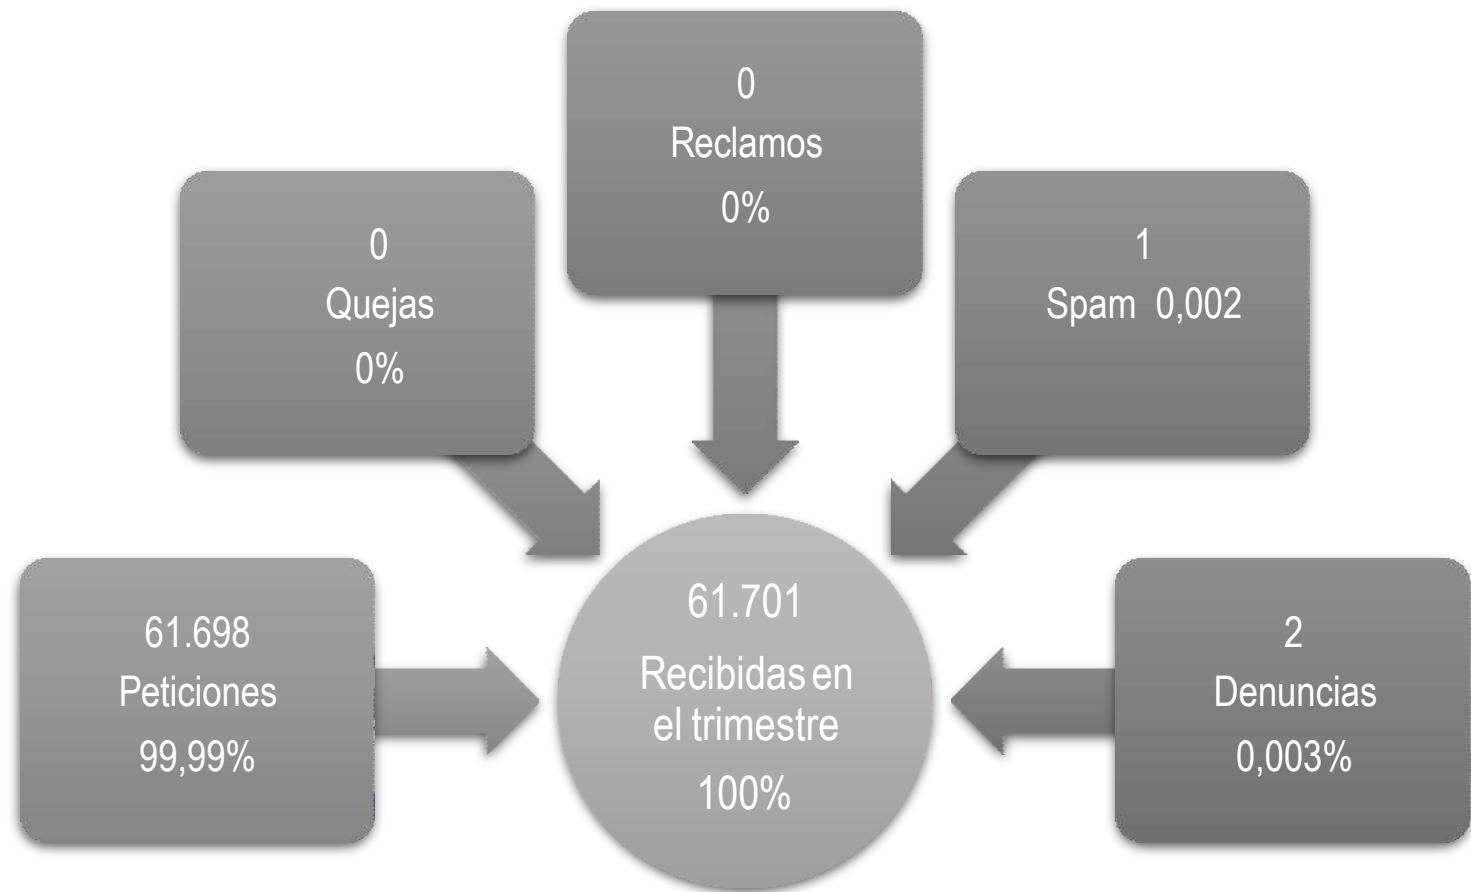 0
Reclamos
0%
0
Quejas
0%
1
Spam 0,002
61.698
Peticiones
99,99%
61.701
Recibidas en
el trimestre
100%
2
Denuncias
0,003%